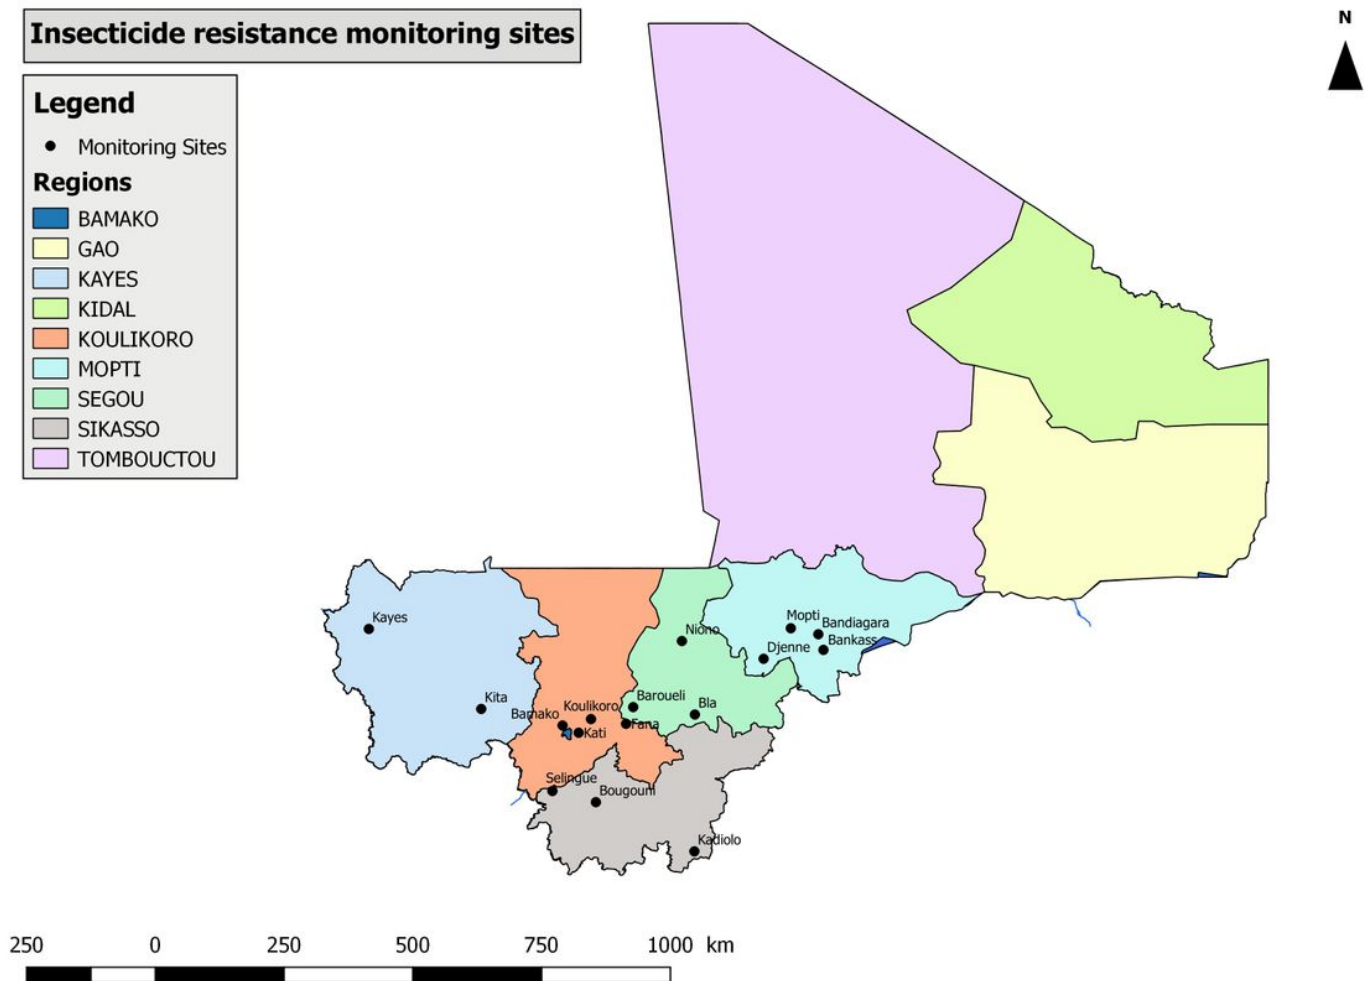 Insecticide resistance monitoring sites
N
Legend
Monitoring Sites
Regions
BAMAKO
GAO
KAYES
KIDAL
KOULIKORO
MOPTI
SEGOU
SIKASSO
TOMBOUCTOU
Kayes
Mopti
Bandiagara
Niono
Bankass
Djenne
Kita
Baroueli
Bla
Koulikoro
Bamako
Fana
Kati
Selingue
Bougouni
Kadiolo
250 0 250 500 750 1000 km